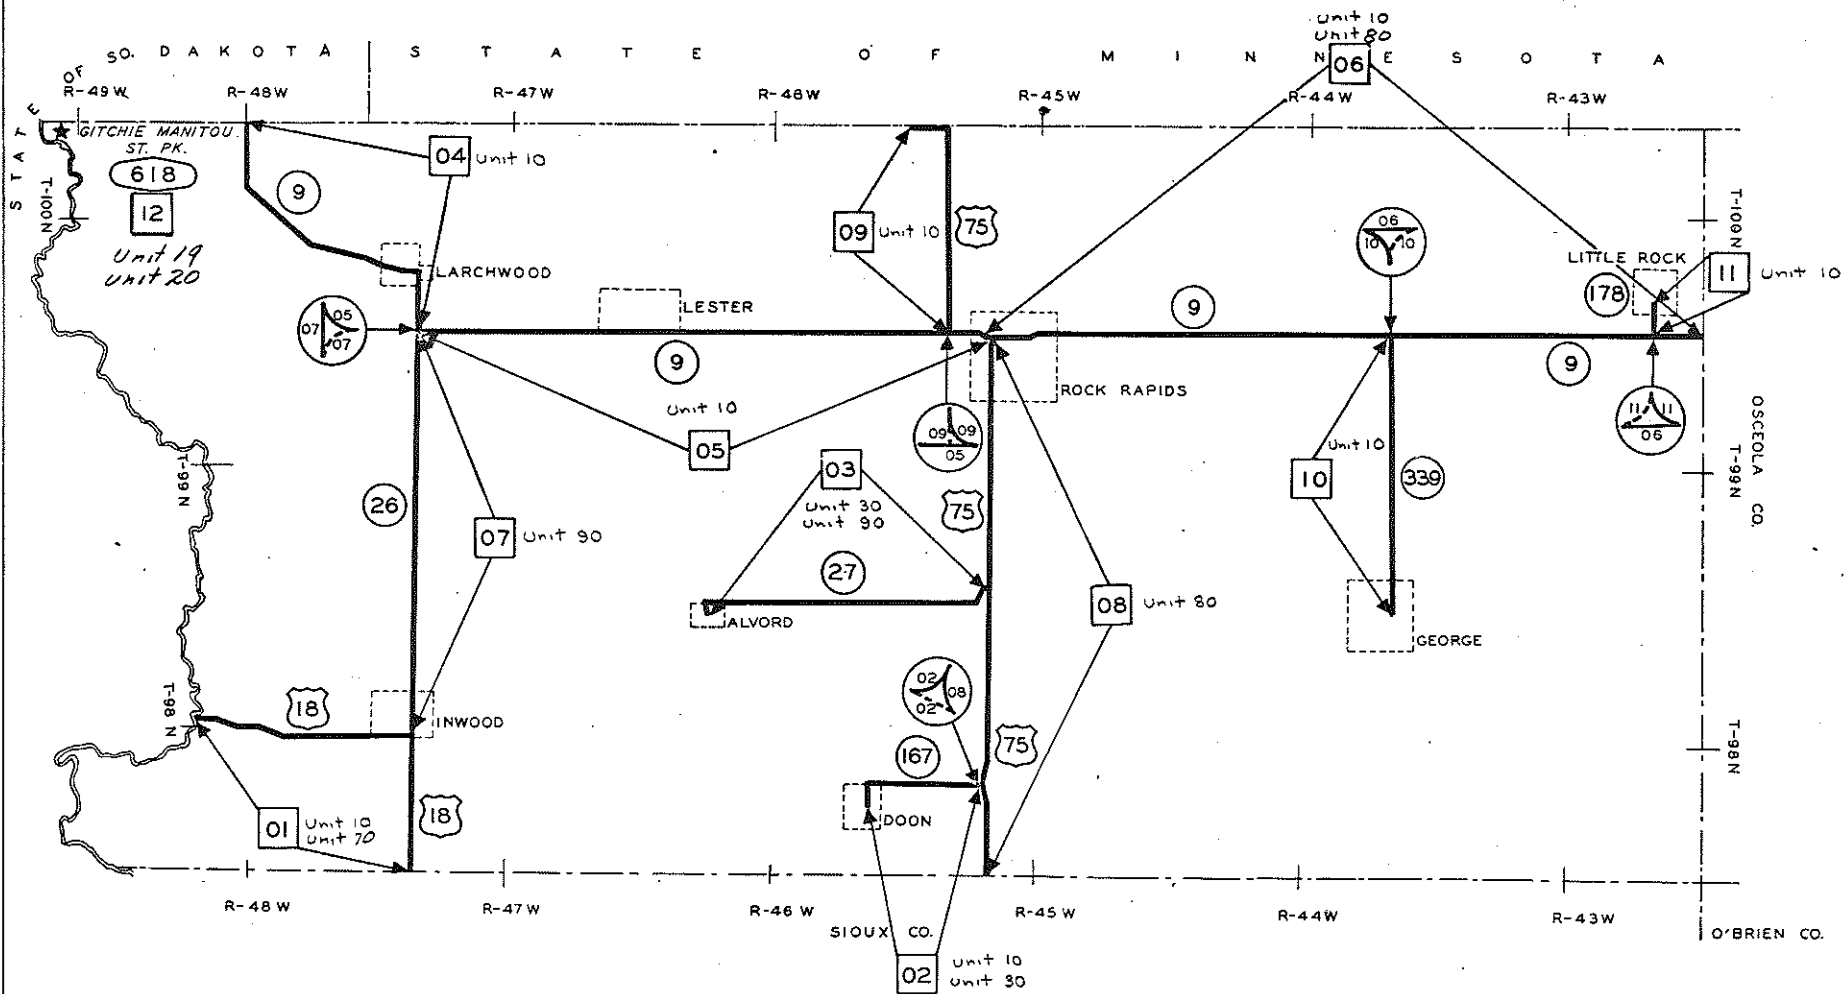 Unit 10
Unit 80
06
STATE OF SO. DAKOTA
STATE OF MINNESOTA
R-49W
R-48W
R-47W
R-46W
R-45W
R-44W
R-43W
GITCHIE MANITOU
ST. PK.
618
12
Unit 19
Unit 20
T-100N
9
04 Unit 10
09 Unit 10
75
06
10 10
LITTLE ROCK
178
11 Unit 10
T-100N
LARCHWOOD
LESTER
07 05
07
9
9
9
ROCK RAPIDS
Unit 10
05
09 09
05
11 11
06
OSCEOLA CO.
T-99N
T-99N
26
07 Unit 90
03
Unit 30
Unit 90
75
Unit 10
10
339
27
ALVORD
08 Unit 80
GEORGE
T-98N
18
INWOOD
02
08
02
75
T-98N
167
DOON
01 Unit 10
Unit 70
18
R-48W
R-47W
R-46W
R-45W
R-44W
R-43W
SIOUX CO.
O'BRIEN CO.
02 Unit 10
Unit 30